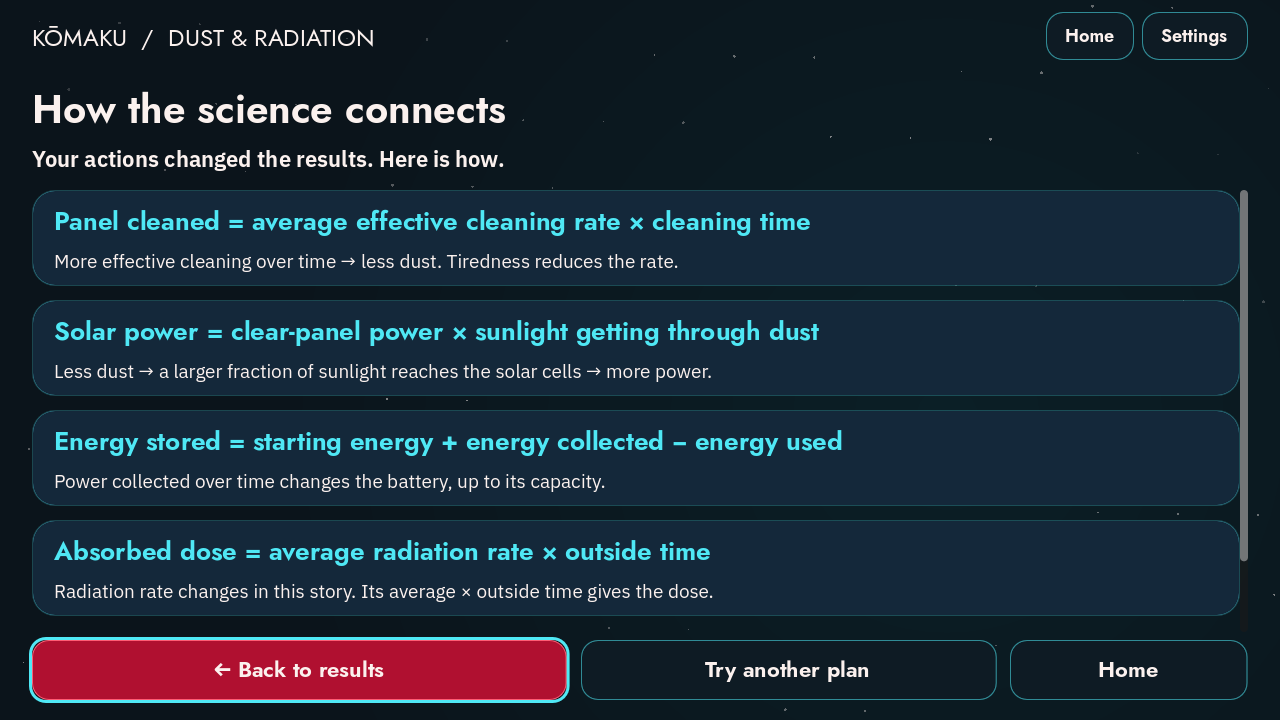 KŌMAKU / DUST & RADIATION
Home
Settings
How the science connects
Your actions changed the results. Here is how.
Panel cleaned = average effective cleaning rate × cleaning time
More effective cleaning over time → less dust. Tiredness reduces the rate.
Solar power = clear-panel power × sunlight getting through dust
Less dust → a larger fraction of sunlight reaches the solar cells → more power.
Energy stored = starting energy + energy collected − energy used
Power collected over time changes the battery, up to its capacity.
Absorbed dose = average radiation rate × outside time
Radiation rate changes in this story. Its average × outside time gives the dose.
← Back to results
Try another plan
Home